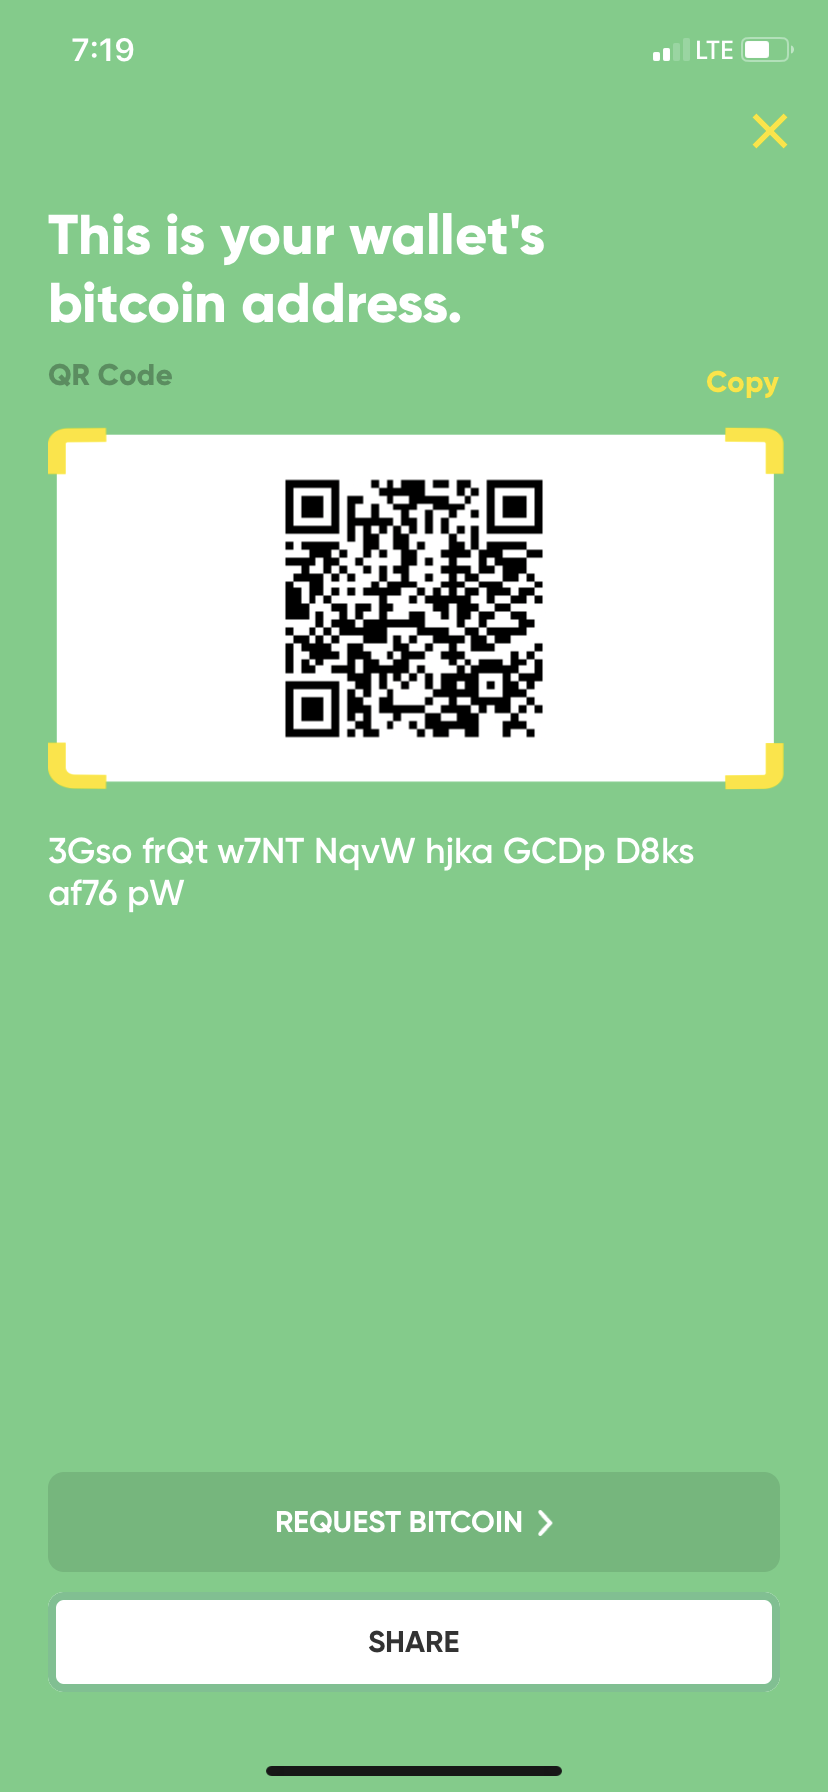 7:19
LTE
This is your wallet's
bitcoin address.
QR Code
Copy
3Gso frQt w7NT NqvW hjka GCDp D8ks
af76 pW
REQUEST BITCOIN
SHARE